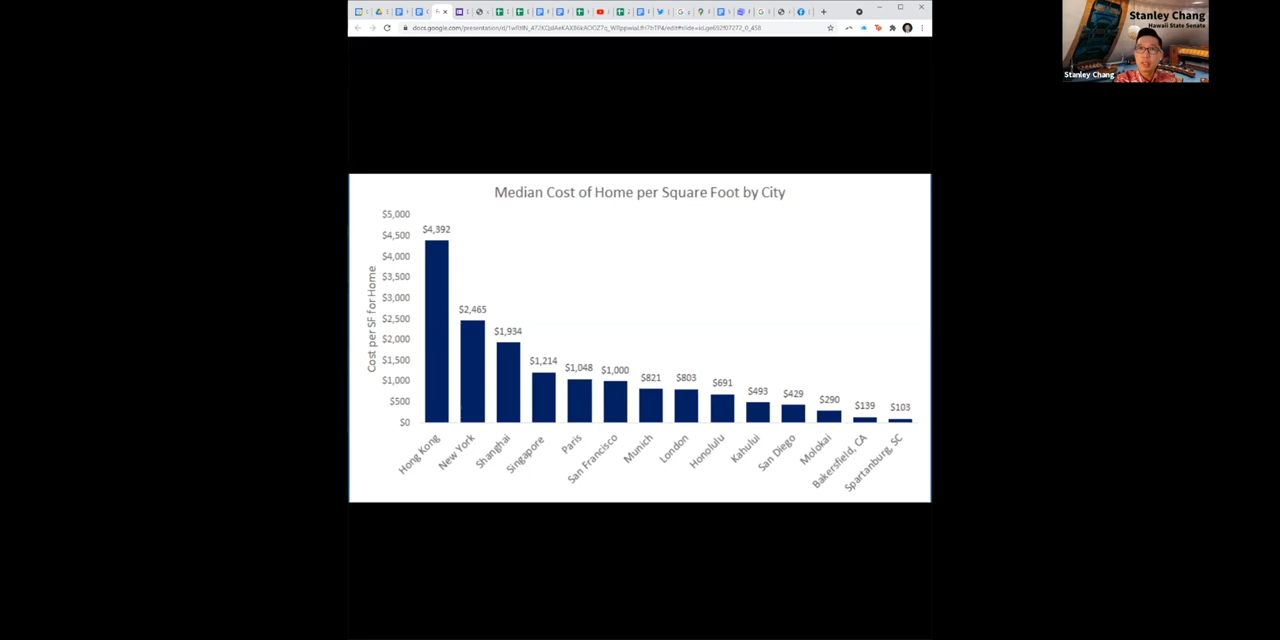 Stanley Chang
Hawaii State Senate
Stanley Chang
Median Cost of Home per Square Foot by City
Cost per SF for Home
$5,000
$4,500
$4,000
$3,500
$3,000
$2,500
$2,000
$1,500
$1,000
$500
$0
$4,392
$2,465
$1,934
$1,214
$1,048
$1,000
$821
$803
$691
$493
$429
$290
$139
$103
Hong Kong
New York
Shanghai
Singapore
Paris
San Francisco
Munich
London
Honolulu
Kahului
San Diego
Molokai
Bakersfield, CA
Spartanburg, SC